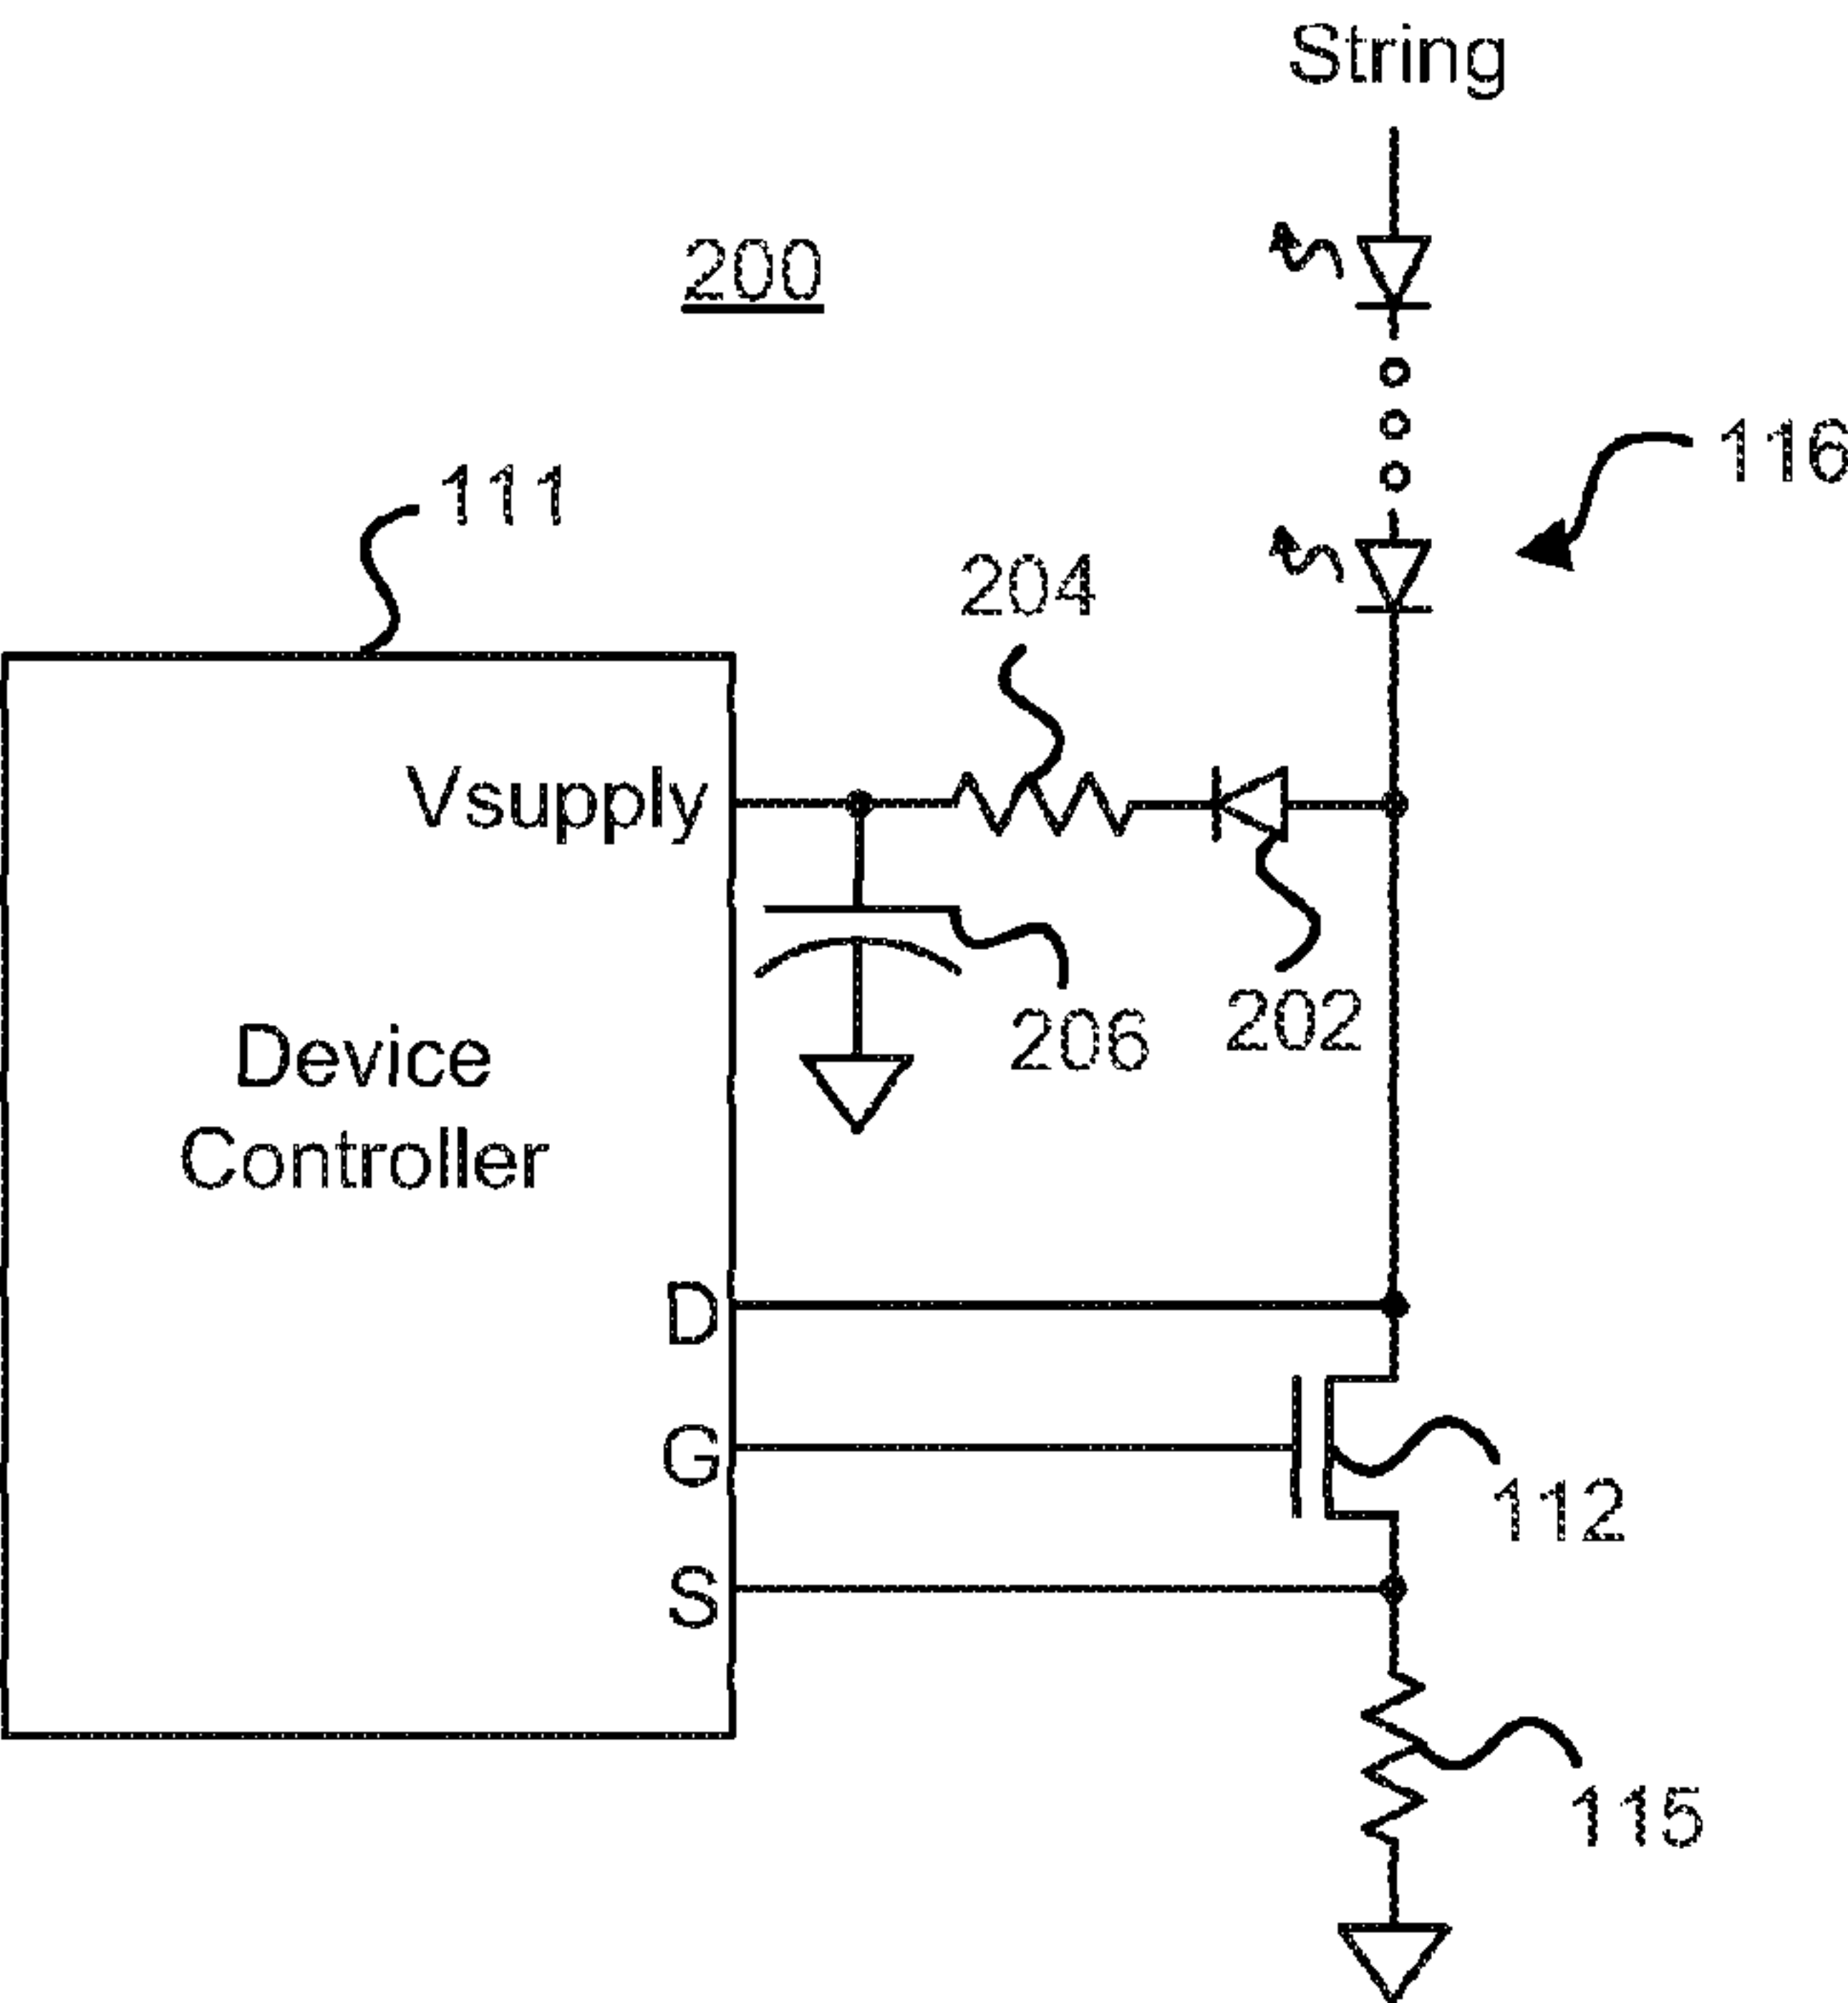 String
200
116
111
204
Vsupply
202
206
Device
Controller
D
G
112
S
115